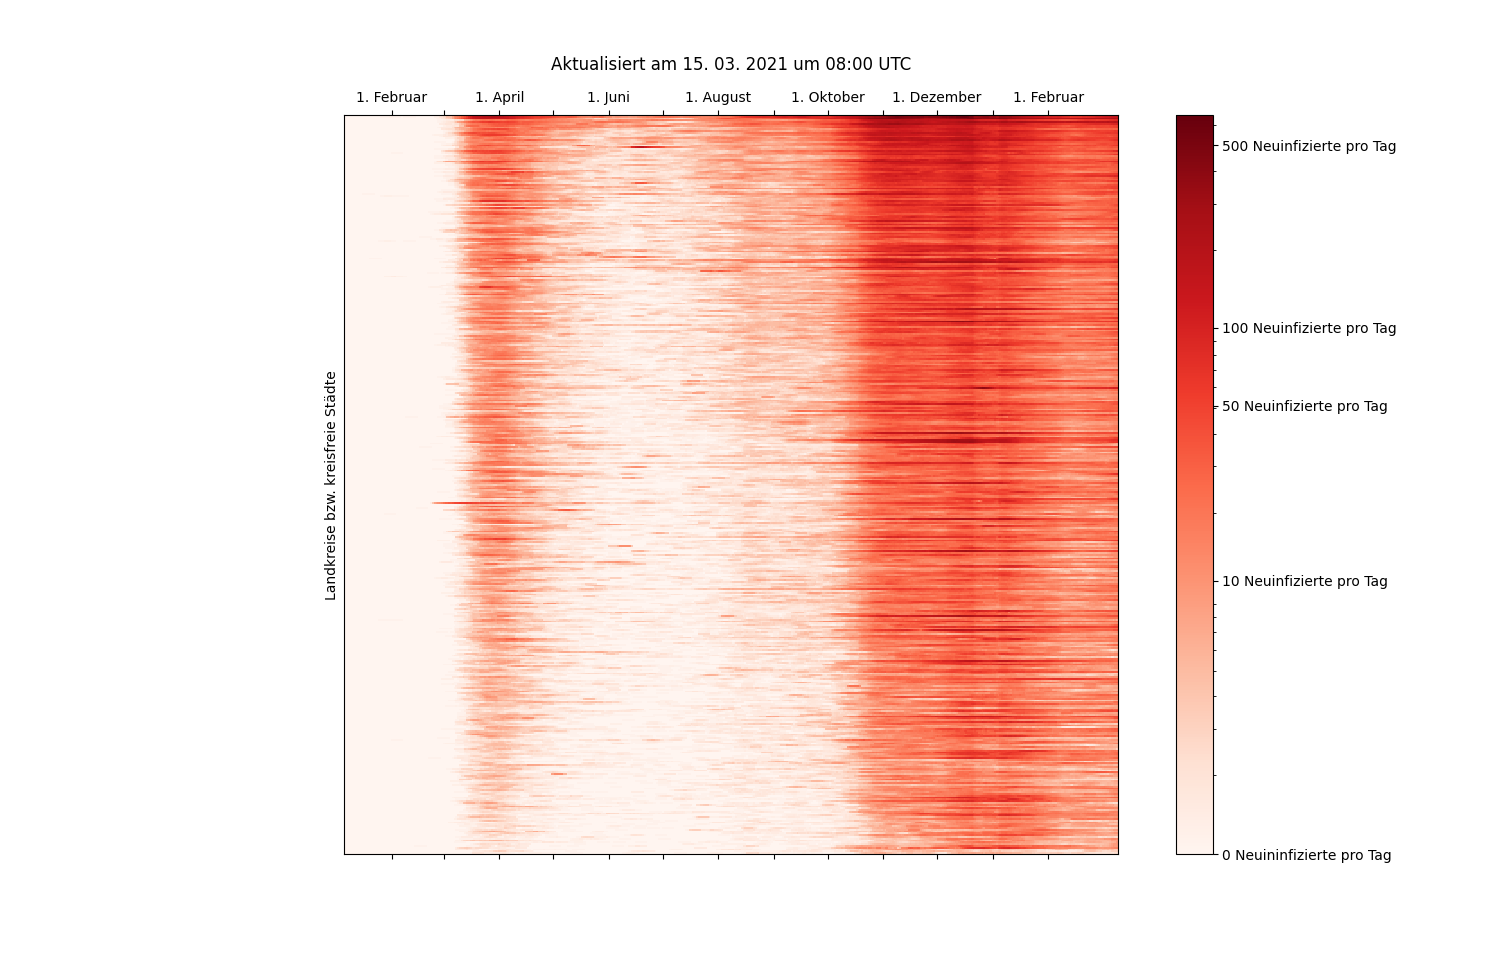 Aktualisiert am 15. 03. 2021 um 08:00 UTC
1. Februar 1. April 1. Juni 1. August 1. Oktober 1. Dezember 1. Februar
Landkreise bzw. kreisfreie Städte
500 Neuinfizierte pro Tag
100 Neuinfizierte pro Tag
50 Neuinfizierte pro Tag
10 Neuinfizierte pro Tag
0 Neuininfizierte pro Tag